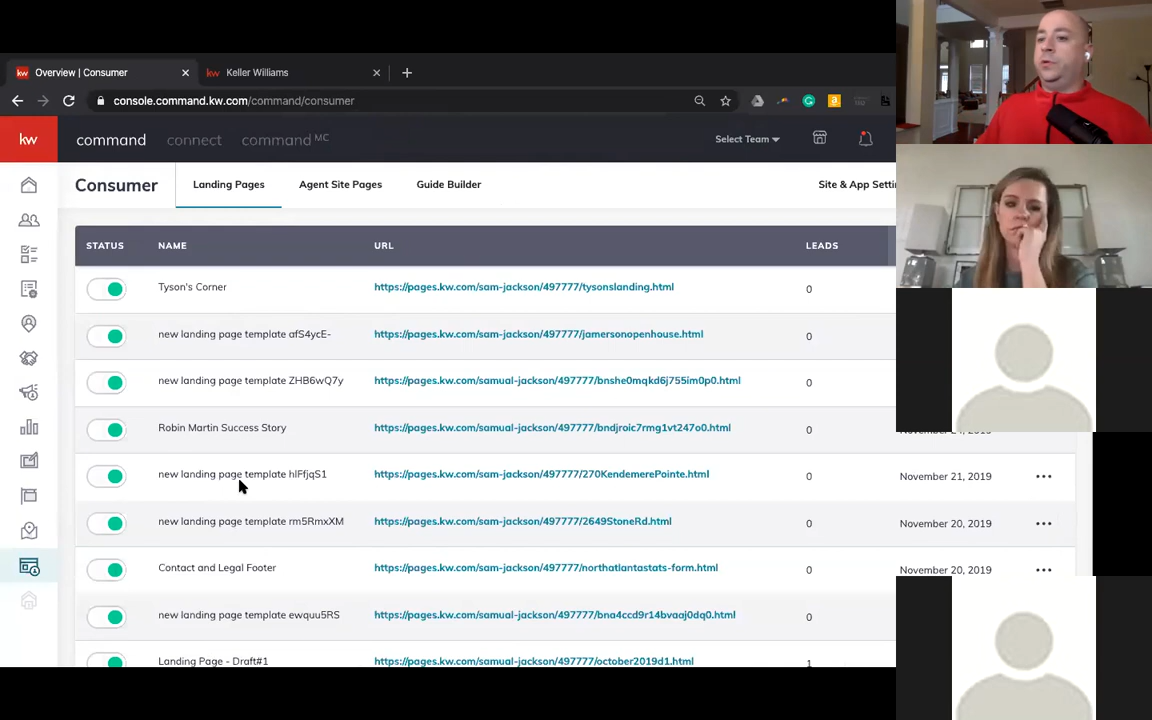 Overview | Consumer
Keller Williams
console.command.kw.com/command/consumer
kw
command
connect
command MC
Select Team
Consumer
Landing Pages
Agent Site Pages
Guide Builder
Site & App Setti
STATUS NAME URL LEADS
Tyson's Corner https://pages.kw.com/sam-jackson/497777/tysonslanding.html 0
new landing page template afS4ycE- https://pages.kw.com/sam-jackson/497777/jamersonopenhouse.html 0
new landing page template ZHB6wQ7y https://pages.kw.com/samual-jackson/497777/bnshe0mqkd6j755im0p0.html 0
Robin Martin Success Story https://pages.kw.com/samual-jackson/497777/bndjroic7rmg1vt247o0.html 0
new landing page template hlFfjqS1 https://pages.kw.com/sam-jackson/497777/270KendemerePointe.html 0 November 21, 2019
new landing page template rm5RmxXM https://pages.kw.com/sam-jackson/497777/2649StoneRd.html 0 November 20, 2019
Contact and Legal Footer https://pages.kw.com/sam-jackson/497777/northatlantastats-form.html 0 November 20, 2019
new landing page template ewquu5RS https://pages.kw.com/samual-jackson/497777/bna4ccd9r14bvaaj0dq0.html 0
Landing Page - Draft#1 https://pages.kw.com/samual-jackson/497777/october2019d1.html 1